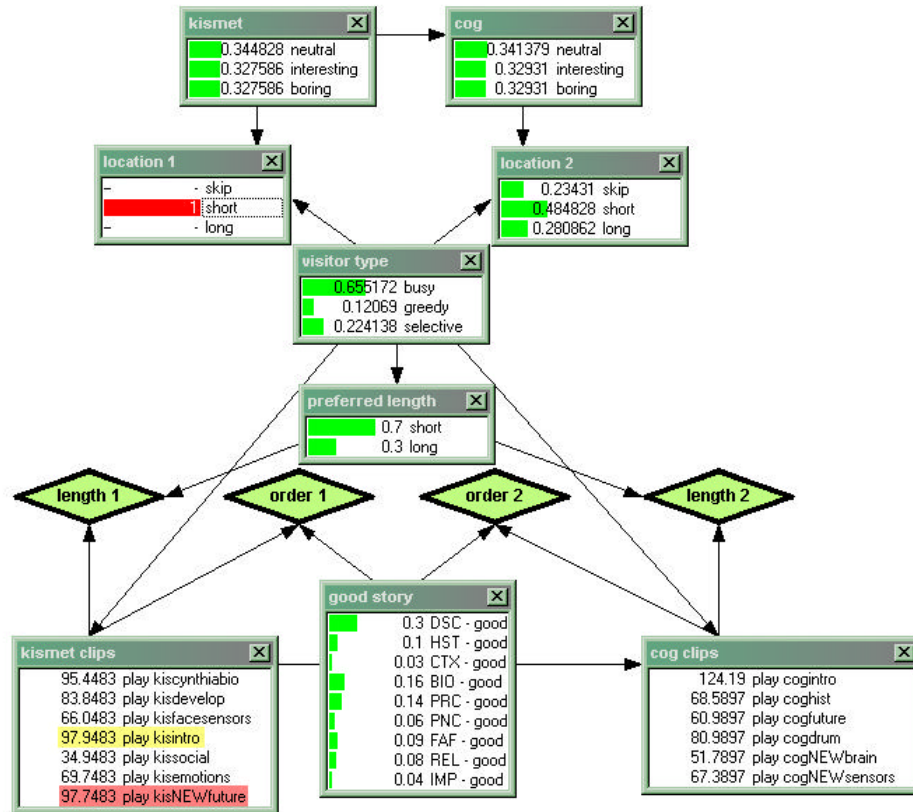 kismet
0.344828 neutral
0.327586 interesting
0.327586 boring
cog
0.341379 neutral
0.32931 interesting
0.32931 boring
location 1
- - skip
1 short
- - long
location 2
0.23431 skip
0.484828 short
0.280862 long
visitor type
0.655172 busy
0.12069 greedy
0.224138 selective
preferred length
0.7 short
0.3 long
length 1
order 1
order 2
length 2
kismet clips
95.4483 play kiscynthiabio
83.8483 play kisdevelop
66.0483 play kisfacesensors
97.9483 play kisintro
34.9483 play kissocial
69.7483 play kisemotions
97.7483 play kisNEWfuture
good story
0.3 DSC - good
0.1 HST - good
0.03 CTX - good
0.16 BIO - good
0.14 PRC - good
0.06 PNC - good
0.09 FAF - good
0.08 REL - good
0.04 IMP - good
cog clips
124.19 play cogintro
68.5897 play coghist
60.9897 play cogfuture
80.9897 play cogdrum
51.7897 play cogNEWbrain
67.3897 play cogNEWsensors